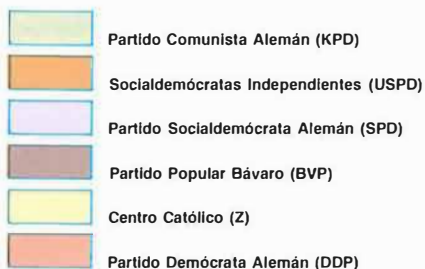 Partido Comunista Alemán (KPD)
Socialdemócratas Independientes (USPD)
Partido Socialdemócrata Alemán (SPD)
Partido Popular Bávaro (BVP)
Centro Católico (Z)
Partido Demócrata Alemán (DDP)